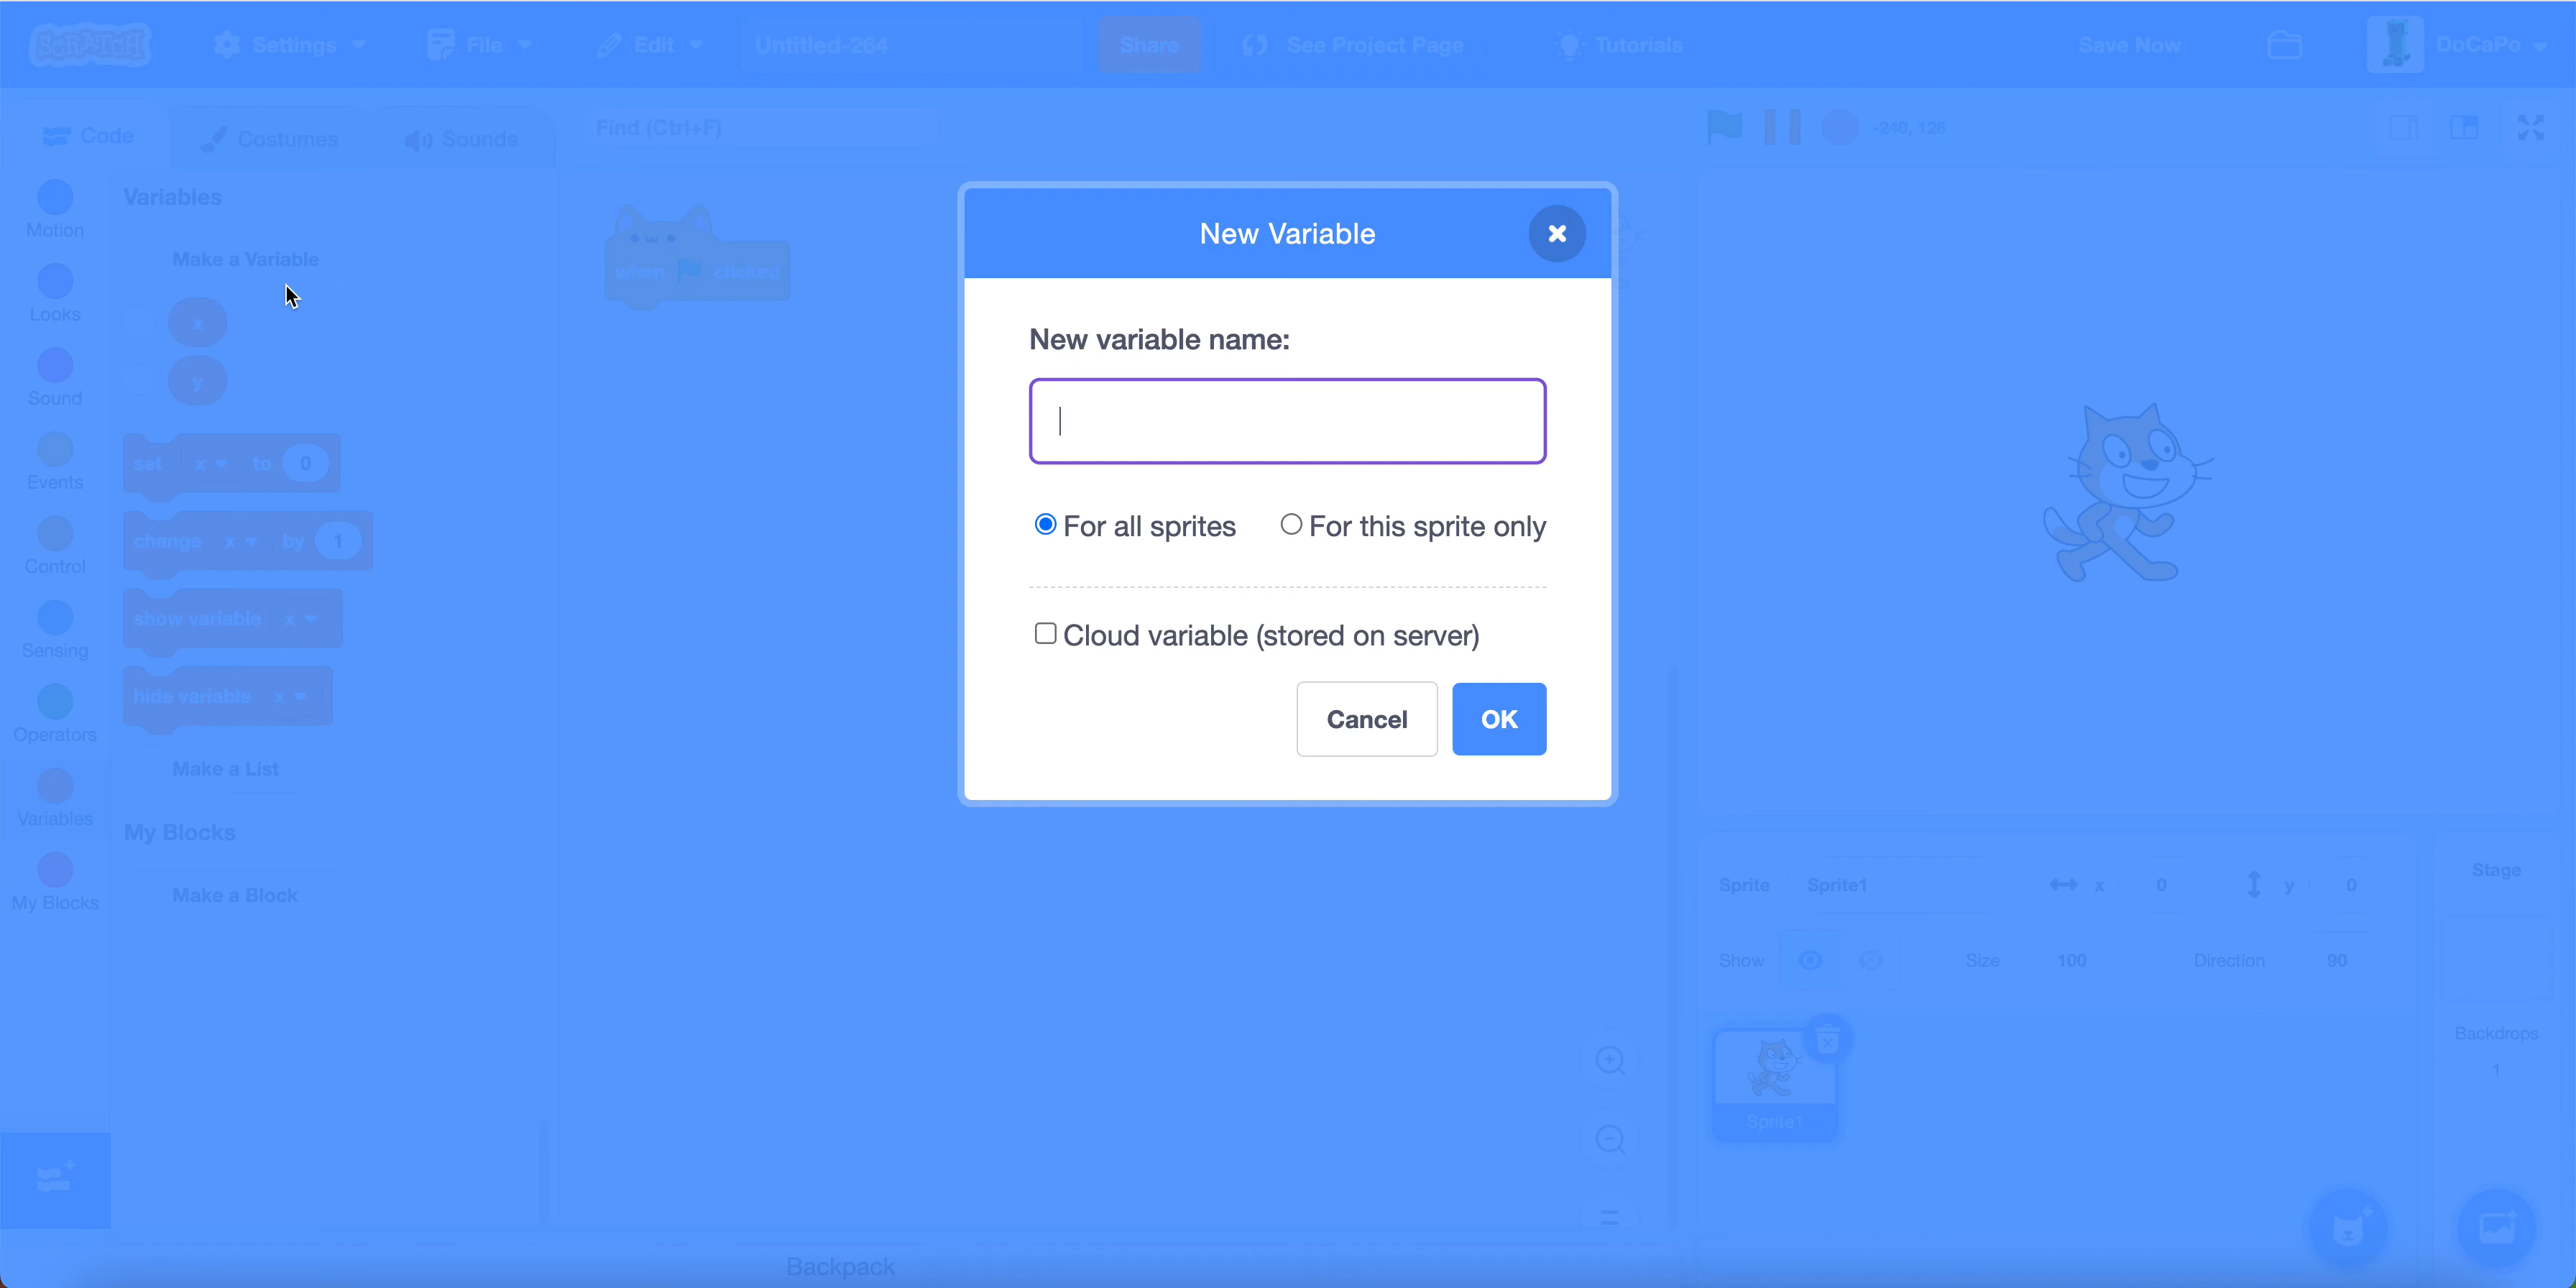 SCRATCH Settings File Edit Untitled-264 Share See Project Page Tutorials Save Now DoCaPo
Code Costumes Sounds Find (Ctrl+F) -240, 126
Motion
Looks
Sound
Events
Control
Sensing
Operators
Variables
My Blocks
Variables
Make a Variable
x
y
set x to 0
change x by 1
show variable x
hide variable x
Make a List
My Blocks
Make a Block
when clicked
New Variable
New variable name:
For all sprites For this sprite only
Cloud variable (stored on server)
Cancel OK
Sprite Sprite1 x 0 y 0
Show Size 100 Direction 90
Sprite1
Stage
Backdrops
1
Backpack